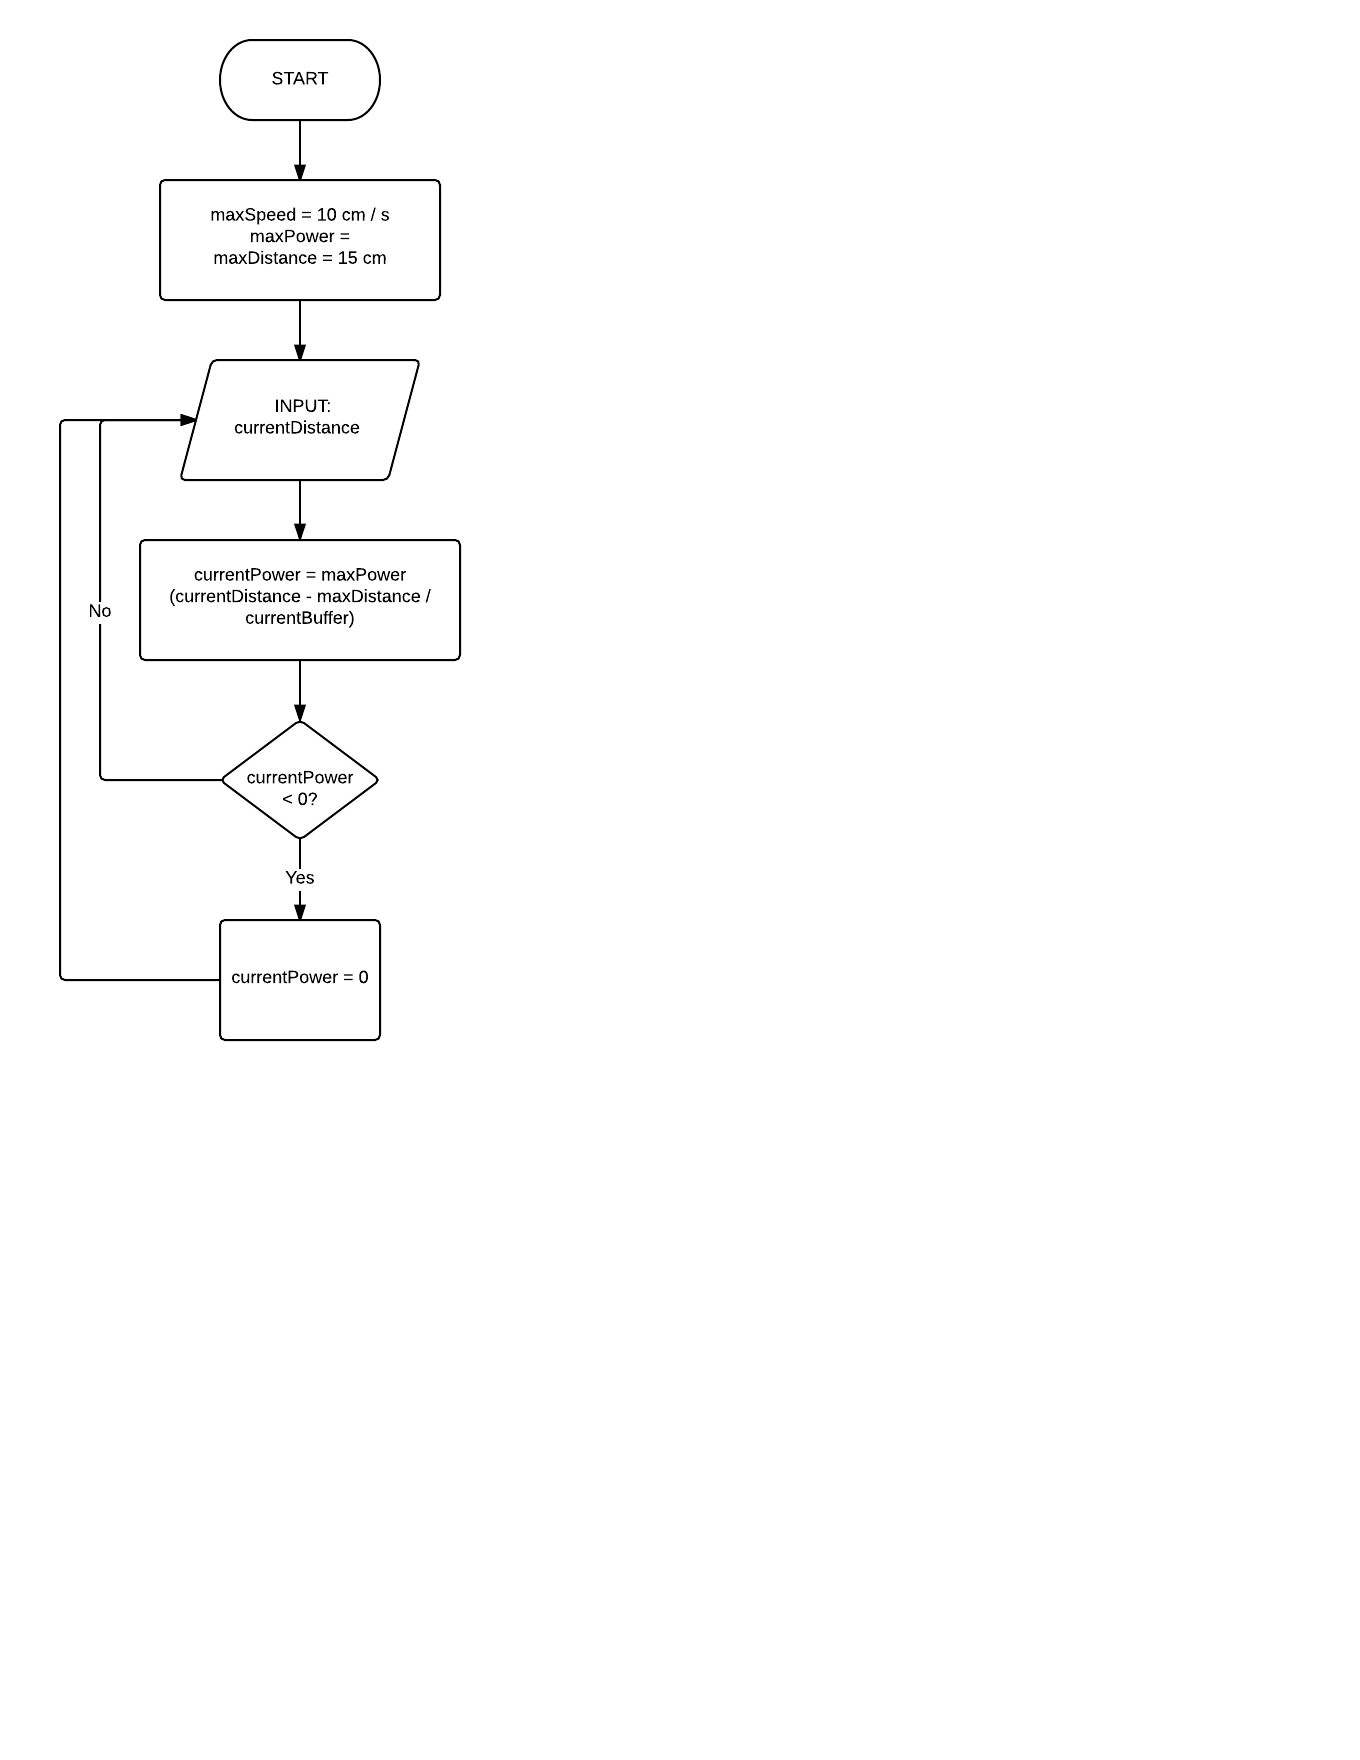 START
maxSpeed = 10 cm / s
maxPower =
maxDistance = 15 cm
INPUT:
currentDistance
currentPower = maxPower
(currentDistance - maxDistance /
currentBuffer)
No
currentPower
< 0?
Yes
currentPower = 0